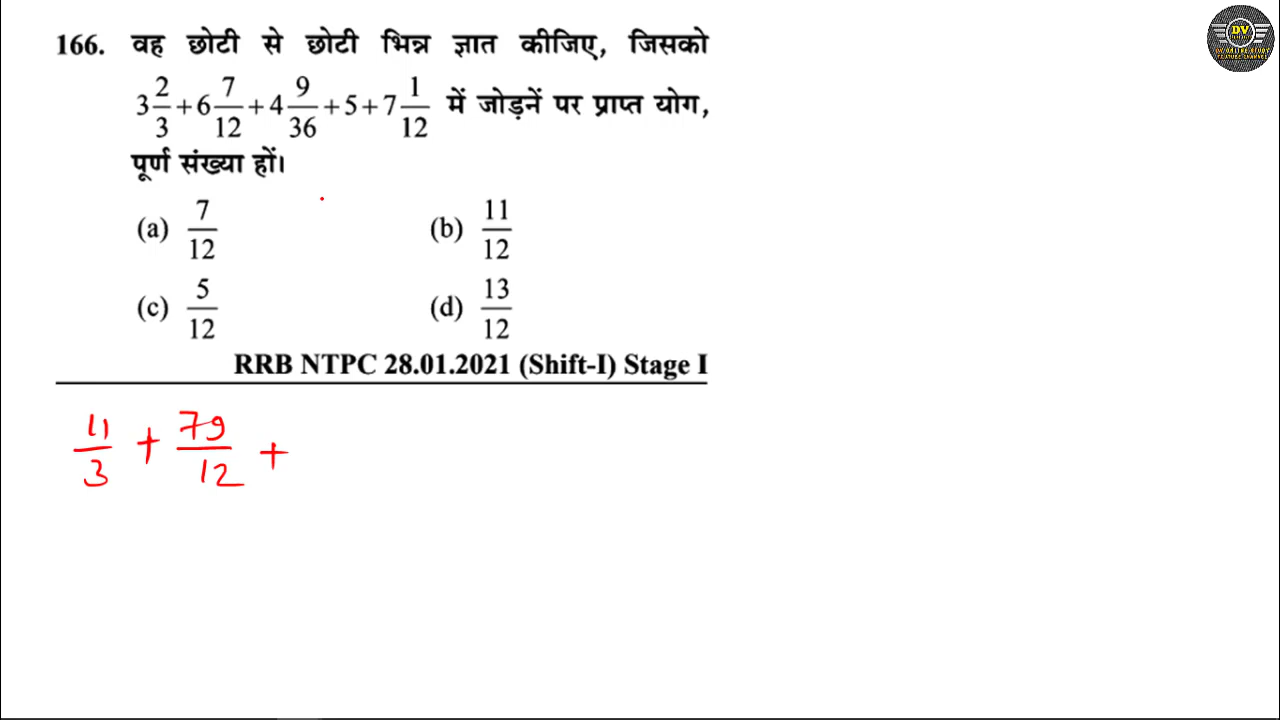 166. वह छोटी से छोटी भिन्न ज्ञात कीजिए, जिसको
3 2/3 + 6 7/12 + 4 9/36 + 5 + 7 1/12 में जोड़नें पर प्राप्त योग,
पूर्ण संख्या हों।
(a) 7/12 (b) 11/12
(c) 5/12 (d) 13/12
RRB NTPC 28.01.2021 (Shift-I) Stage I
11/3 + 79/12 +
DV